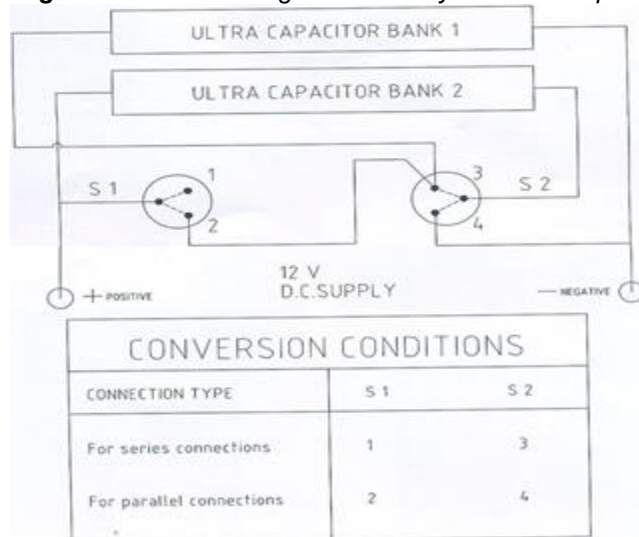 ULTRA CAPACITOR BANK 1
ULTRA CAPACITOR BANK 2
S 1
1
2
3
4
S 2
12 V
D.C.SUPPLY
+ POSITIVE
— NEGATIVE
CONVERSION CONDITIONS
CONNECTION TYPE S 1 S 2
For series connections 1 3
For parallel connections 2 4